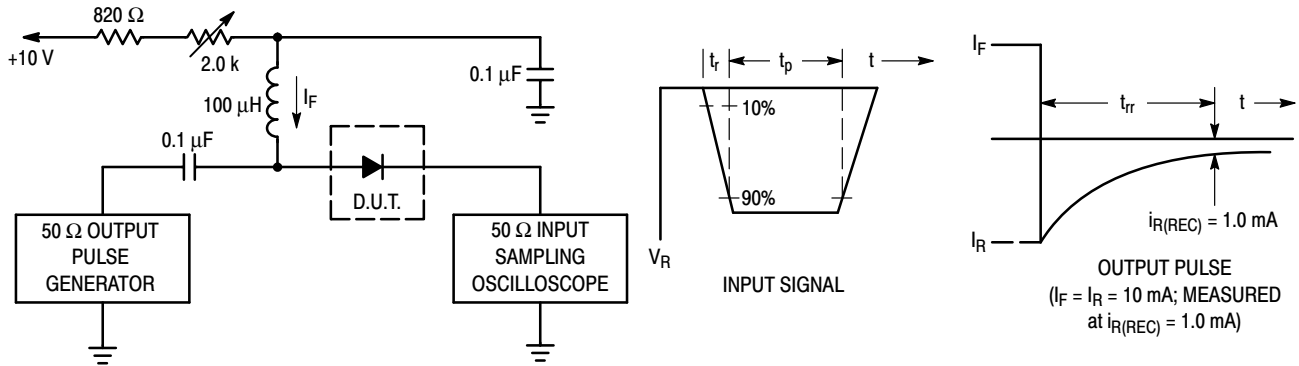 820 Ω
+10 V
2.0 k
100 μH
I_F
0.1 μF
0.1 μF
D.U.T.
50 Ω OUTPUT
PULSE
GENERATOR
50 Ω INPUT
SAMPLING
OSCILLOSCOPE
t_r
t_p
t
10%
90%
V_R
INPUT SIGNAL
I_F
t_rr
t
I_R
i_R(REC) = 1.0 mA
OUTPUT PULSE
(I_F = I_R = 10 mA; MEASURED
at i_R(REC) = 1.0 mA)